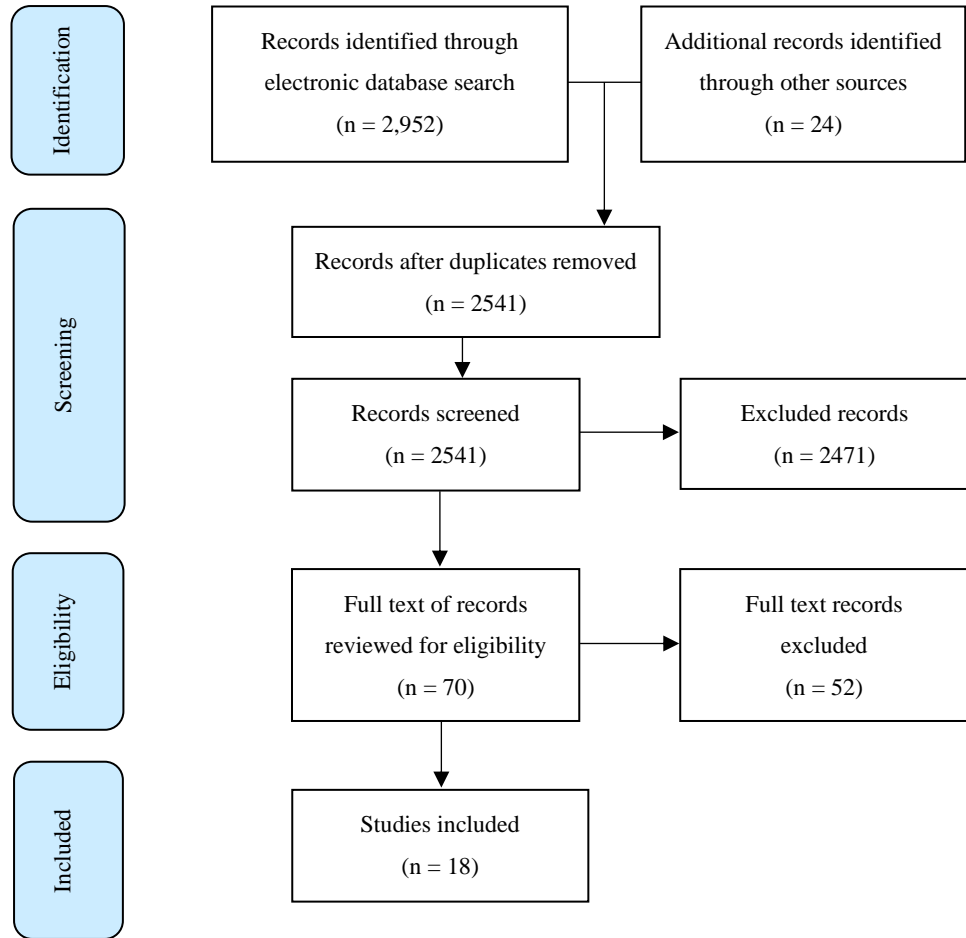 Identification
Records identified through
electronic database search
(n = 2,952)
Additional records identified
through other sources
(n = 24)
Screening
Records after duplicates removed
(n = 2541)
Records screened
(n = 2541)
Excluded records
(n = 2471)
Eligibility
Full text of records
reviewed for eligibility
(n = 70)
Full text records
excluded
(n = 52)
Included
Studies included
(n = 18)